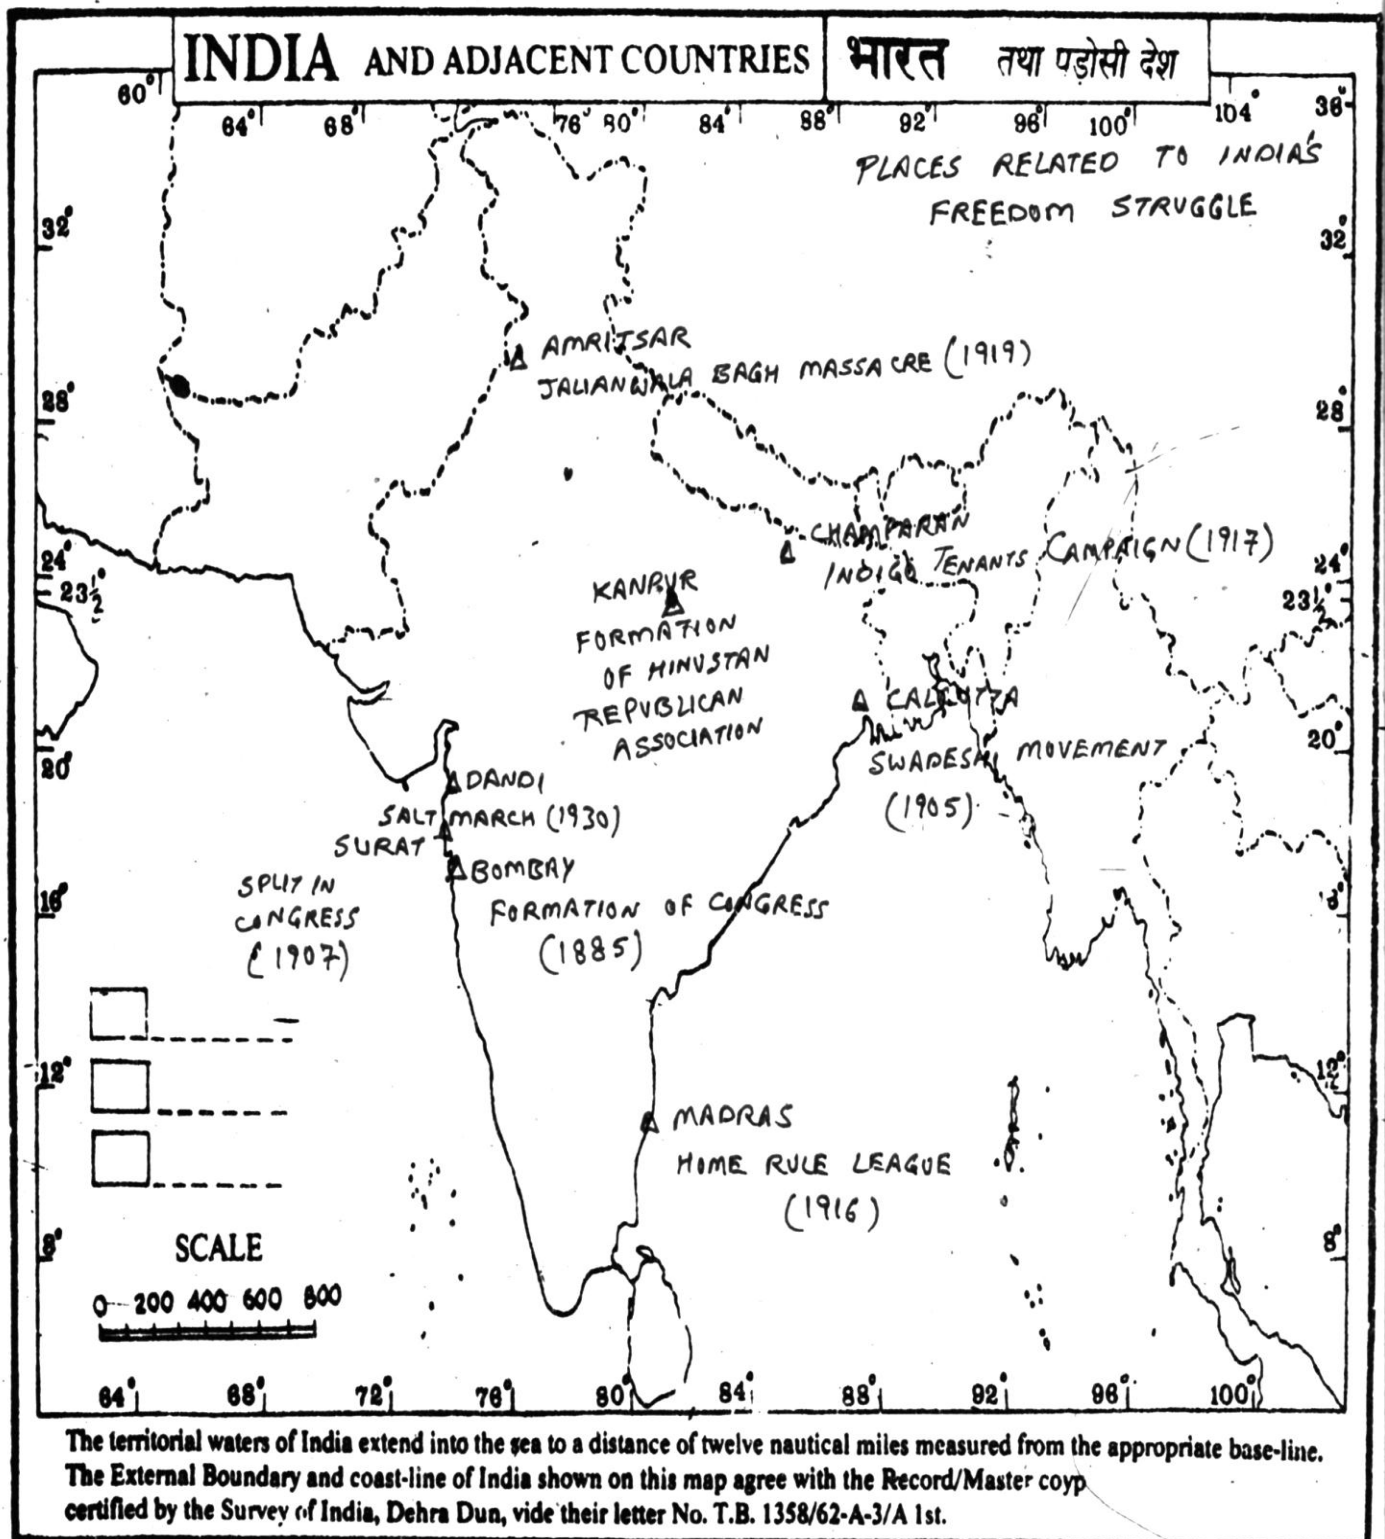 INDIA AND ADJACENT COUNTRIES
भारत तथा पड़ोसी देश
60° 64° 68° 76° 80° 84° 88° 92° 96° 100° 104° 36°
PLACES RELATED TO INDIA'S
FREEDOM STRUGGLE
32° 32°
AMRITSAR
JALIANWALA BAGH MASSACRE (1919)
28° 28°
CHAMPARAN
INDIGO TENANTS CAMPAIGN (1917)
24° 24°
23½° 23½°
KANPUR
FORMATION
OF HINUSTAN
REPUBLICAN
ASSOCIATION
CALCUTTA
SWADESHI MOVEMENT
(1905)
20° 20°
DANDI
SALT MARCH (1930)
SURAT
SPLIT IN
CONGRESS
(1907)
BOMBAY
FORMATION OF CONGRESS
(1885)
16°
12° 12°
MADRAS
HOME RULE LEAGUE
(1916)
8° 8°
SCALE
0 200 400 600 800
64° 68° 72° 76° 80° 84° 88° 92° 96° 100°
The territorial waters of India extend into the sea to a distance of twelve nautical miles measured from the appropriate base-line.
The External Boundary and coast-line of India shown on this map agree with the Record/Master coyp
certified by the Survey of India, Dehra Dun, vide their letter No. T.B. 1358/62-A-3/A 1st.